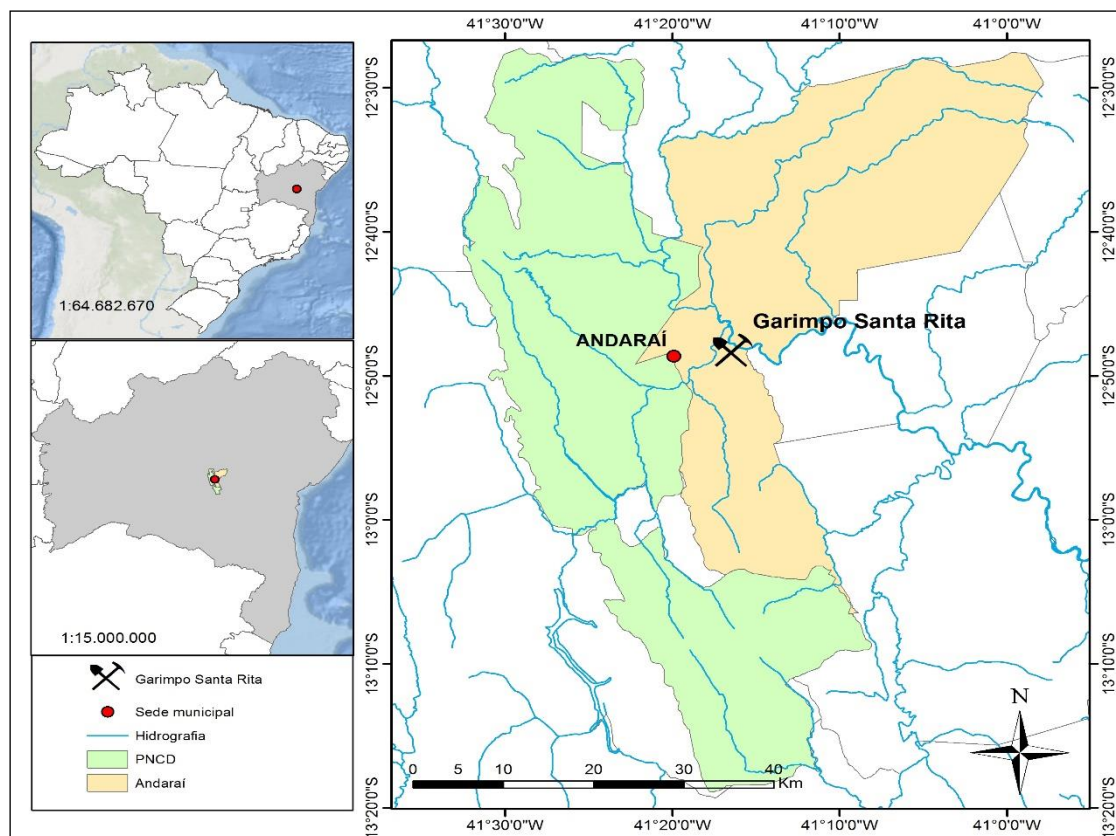 41°30'0"W 41°20'0"W 41°10'0"W 41°0'0"W
12°30'0"S
12°40'0"S
12°50'0"S
13°0'0"S
13°10'0"S
13°20'0"S
1:64.682.670
1:15.000.000
Garimpo Santa Rita
Sede municipal
Hidrografia
PNCD
Andaraí
Garimpo Santa Rita
ANDARAÍ
N
0 5 10 20 30 40
Km
12°30'0"S
12°40'0"S
12°50'0"S
13°0'0"S
13°10'0"S
13°20'0"S
41°30'0"W 41°20'0"W 41°10'0"W 41°0'0"W